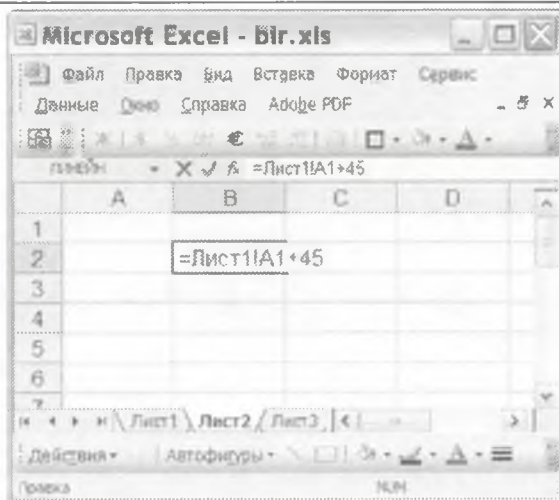 Microsoft Excel - bir.xls
Файл Правка Вид Вставка Формат Сервис
Данные Окно Справка Adobe PDF
€ А
=Лист1!A1+45
A B C D
1
2 =Лист1!A1+45
3
4
5
6
7
Лист1 Лист2 Лист3
Действия Автофигуры А
Правка NUM